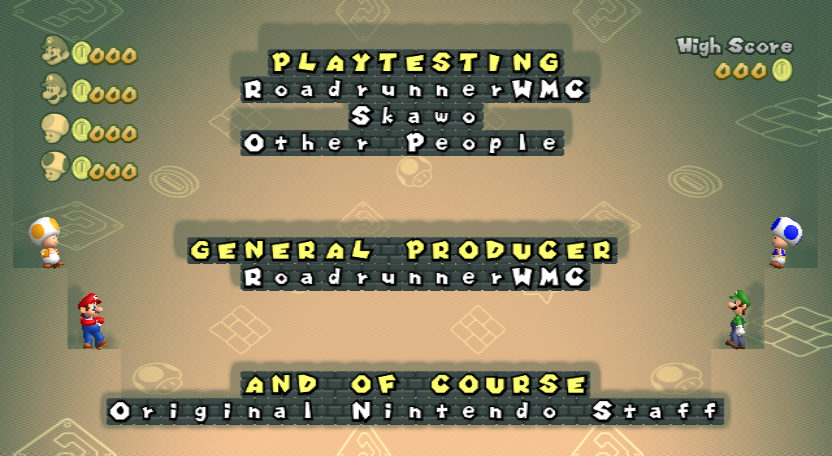 High Score
000
000
000
000
000
PLAYTESTING
RoadrunnerWMC
Skawo
Other People
GENERAL PRODUCER
RoadrunnerWMC
AND OF COURSE
Original Nintendo Staff